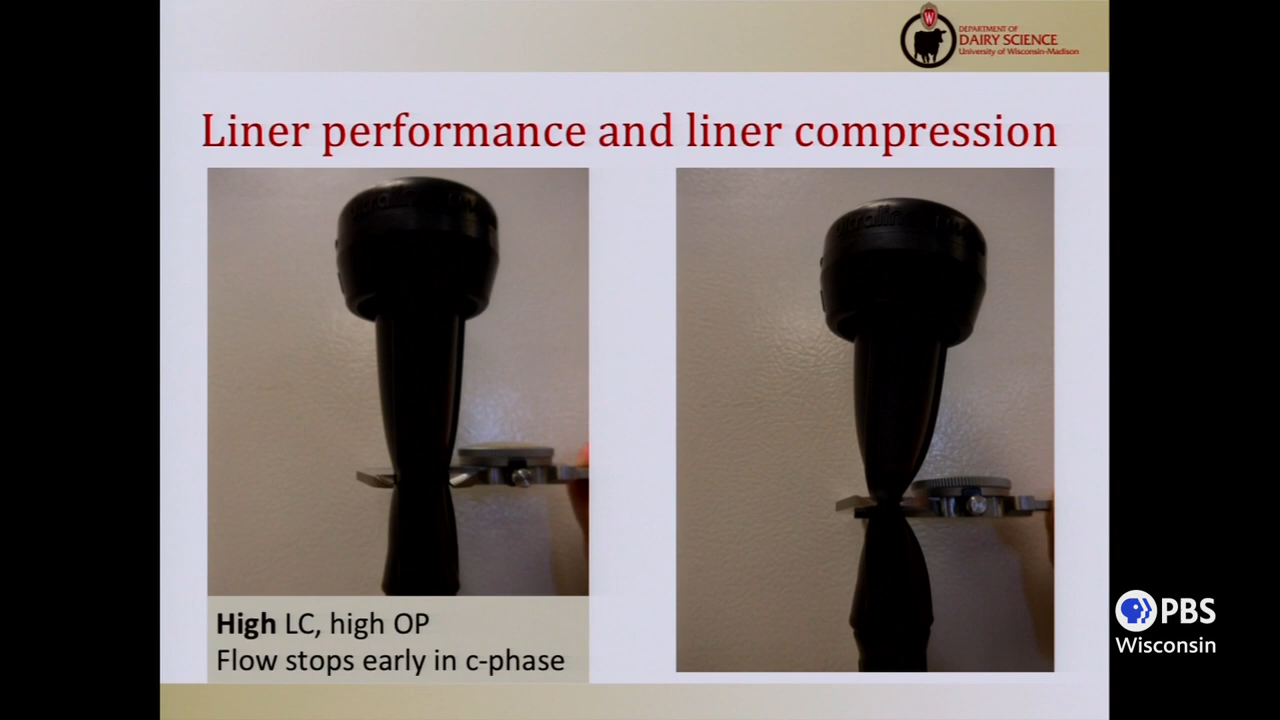 W
DEPARTMENT OF
DAIRY SCIENCE
University of Wisconsin-Madison
Liner performance and liner compression
High LC, high OP
Flow stops early in c-phase
PBS
Wisconsin